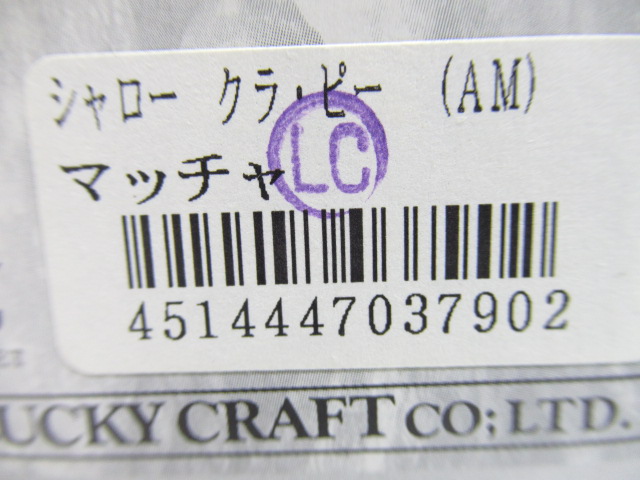 シャロー クラ・ピー (AM)
マッチャ
LC
4514447037902
UCKY CRAFT CO; LTD.